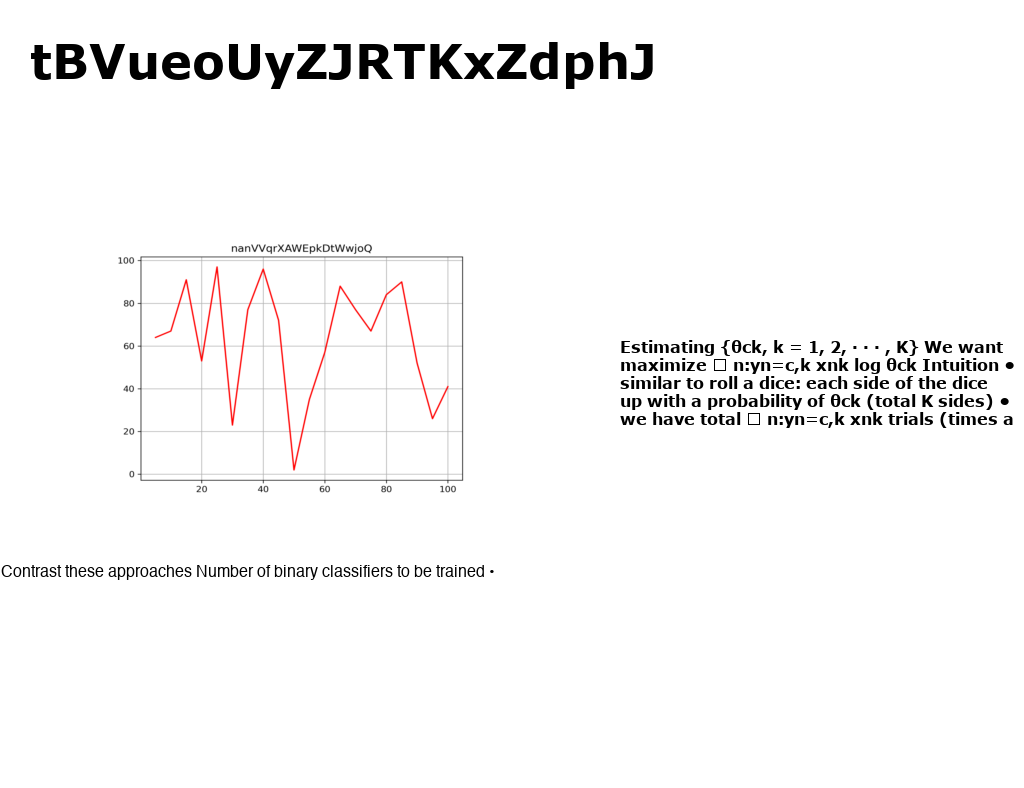 tBVueoUyZJRTKxZdphJ
nanVVqrXAWEpkDtWwjoQ
100
80
60
40
20
0
20 40 60 80 100
Estimating {θck, k = 1, 2, · · · , K} We want
maximize □ n:yn=c,k xnk log θck Intuition •
similar to roll a dice: each side of the dice
up with a probability of θck (total K sides) •
we have total □ n:yn=c,k xnk trials (times a
Contrast these approaches Number of binary classifiers to be trained •